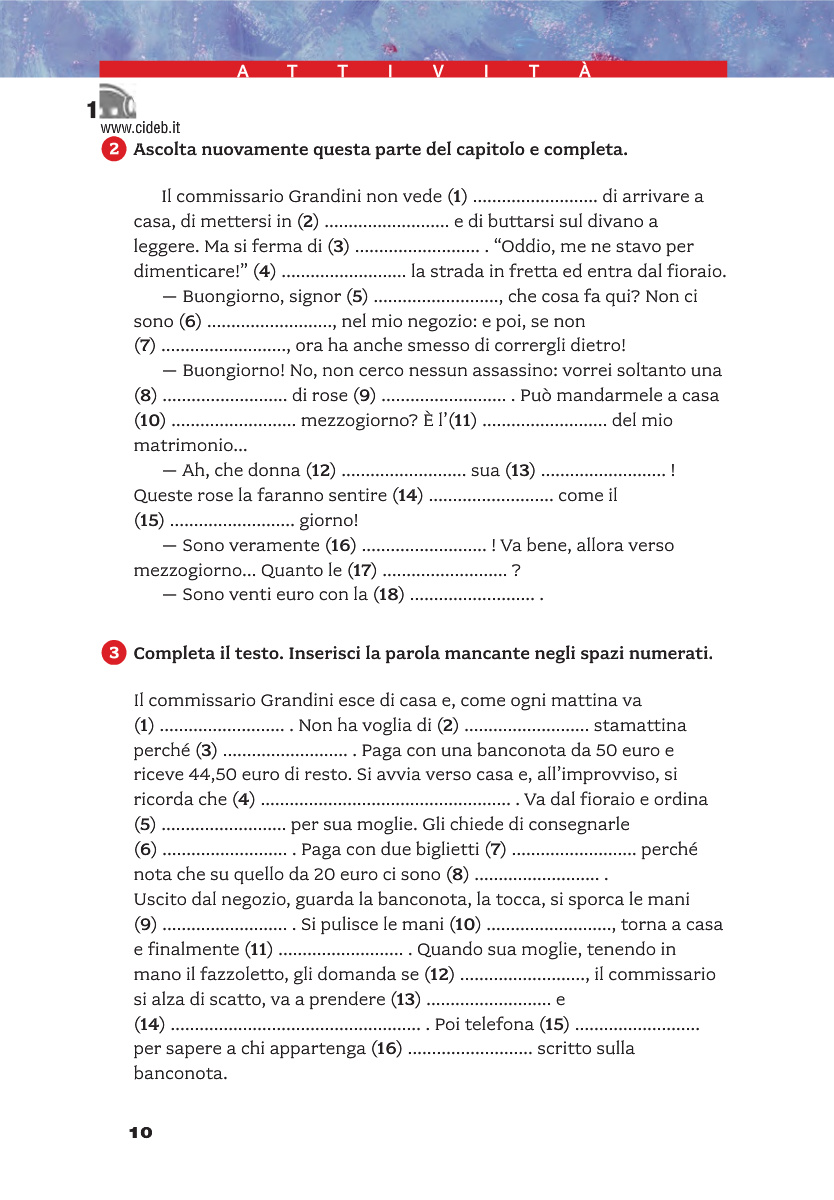 A T T I V I T À
1
www.cideb.it
2 Ascolta nuovamente questa parte del capitolo e completa.
Il commissario Grandini non vede (1) .......................... di arrivare a
casa, di mettersi in (2) .......................... e di buttarsi sul divano a
leggere. Ma si ferma di (3) .......................... . “Oddio, me ne stavo per
dimenticare!” (4) .......................... la strada in fretta ed entra dal fioraio.
— Buongiorno, signor (5) .........................., che cosa fa qui? Non ci
sono (6) .........................., nel mio negozio: e poi, se non
(7) .........................., ora ha anche smesso di corrergli dietro!
— Buongiorno! No, non cerco nessun assassino: vorrei soltanto una
(8) .......................... di rose (9) .......................... . Può mandarmele a casa
(10) .......................... mezzogiorno? È l’(11) .......................... del mio
matrimonio...
— Ah, che donna (12) .......................... sua (13) .......................... !
Queste rose la faranno sentire (14) .......................... come il
(15) .......................... giorno!
— Sono veramente (16) .......................... ! Va bene, allora verso
mezzogiorno... Quanto le (17) .......................... ?
— Sono venti euro con la (18) .......................... .
3 Completa il testo. Inserisci la parola mancante negli spazi numerati.
Il commissario Grandini esce di casa e, come ogni mattina va
(1) .......................... . Non ha voglia di (2) .......................... stamattina
perché (3) .......................... . Paga con una banconota da 50 euro e
riceve 44,50 euro di resto. Si avvia verso casa e, all’improvviso, si
ricorda che (4) .................................................... . Va dal fioraio e ordina
(5) .......................... per sua moglie. Gli chiede di consegnarle
(6) .......................... . Paga con due biglietti (7) .......................... perché
nota che su quello da 20 euro ci sono (8) .......................... .
Uscito dal negozio, guarda la banconota, la tocca, si sporca le mani
(9) .......................... . Si pulisce le mani (10) .........................., torna a casa
e finalmente (11) .......................... . Quando sua moglie, tenendo in
mano il fazzoletto, gli domanda se (12) .........................., il commissario
si alza di scatto, va a prendere (13) .......................... e
(14) .................................................... . Poi telefona (15) ..........................
per sapere a chi appartenga (16) .......................... scritto sulla
banconota.
10